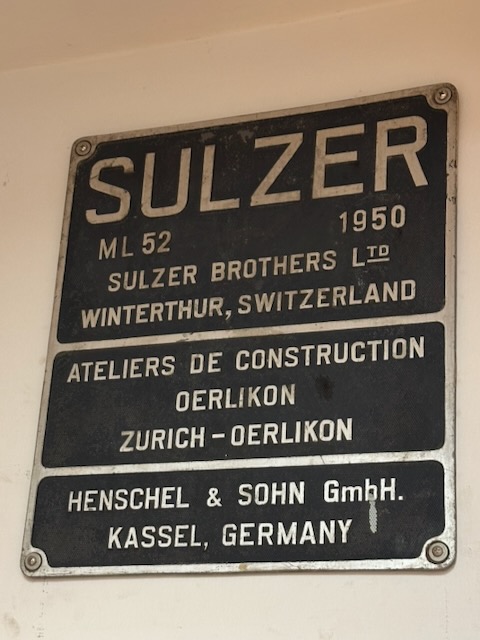 SULZER
ML 52 1950
SULZER BROTHERS LTD
WINTERTHUR, SWITZERLAND
ATELIERS DE CONSTRUCTION
OERLIKON
ZURICH - OERLIKON
HENSCHEL & SOHN GmbH.
KASSEL, GERMANY